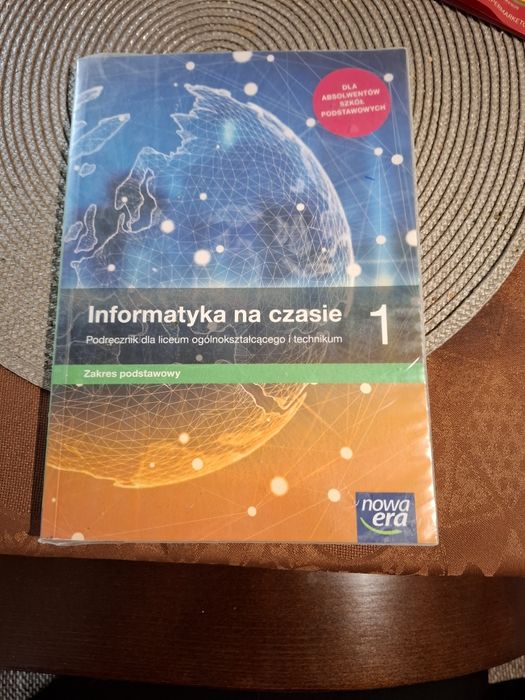 DLA
ABSOLWENTÓW
SZKÓŁ
PODSTAWOWYCH
Informatyka na czasie 1
Podręcznik dla liceum ogólnokształcącego i technikum
Zakres podstawowy
nowa
era